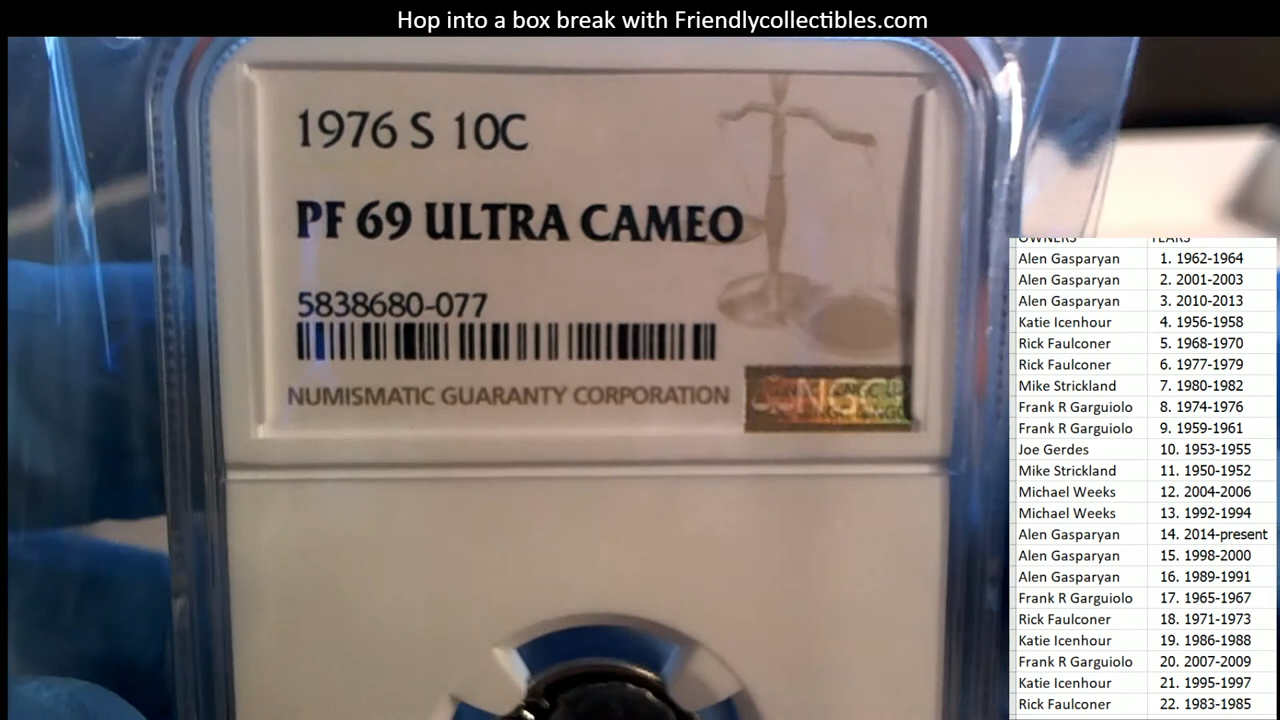 Hop into a box break with Friendlycollectibles.com
1976 S 10C
PF 69 ULTRA CAMEO
5838680-077
NUMISMATIC GUARANTY CORPORATION
NGC
OWNERS YEARS
Alen Gasparyan 1. 1962-1964
Alen Gasparyan 2. 2001-2003
Alen Gasparyan 3. 2010-2013
Katie Icenhour 4. 1956-1958
Rick Faulconer 5. 1968-1970
Rick Faulconer 6. 1977-1979
Mike Strickland 7. 1980-1982
Frank R Garguiolo 8. 1974-1976
Frank R Garguiolo 9. 1959-1961
Joe Gerdes 10. 1953-1955
Mike Strickland 11. 1950-1952
Michael Weeks 12. 2004-2006
Michael Weeks 13. 1992-1994
Alen Gasparyan 14. 2014-present
Alen Gasparyan 15. 1998-2000
Alen Gasparyan 16. 1989-1991
Frank R Garguiolo 17. 1965-1967
Rick Faulconer 18. 1971-1973
Katie Icenhour 19. 1986-1988
Frank R Garguiolo 20. 2007-2009
Katie Icenhour 21. 1995-1997
Rick Faulconer 22. 1983-1985